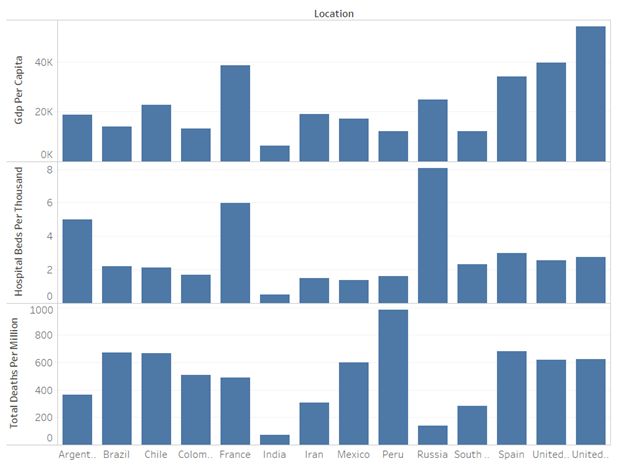 Location
Gdp Per Capita
40K
20K
0K
Hospital Beds Per Thousand
8
6
4
2
0
Total Deaths Per Million
1000
800
600
400
200
0
Argent.. Brazil Chile Colom.. France India Iran Mexico Peru Russia South .. Spain United.. United..